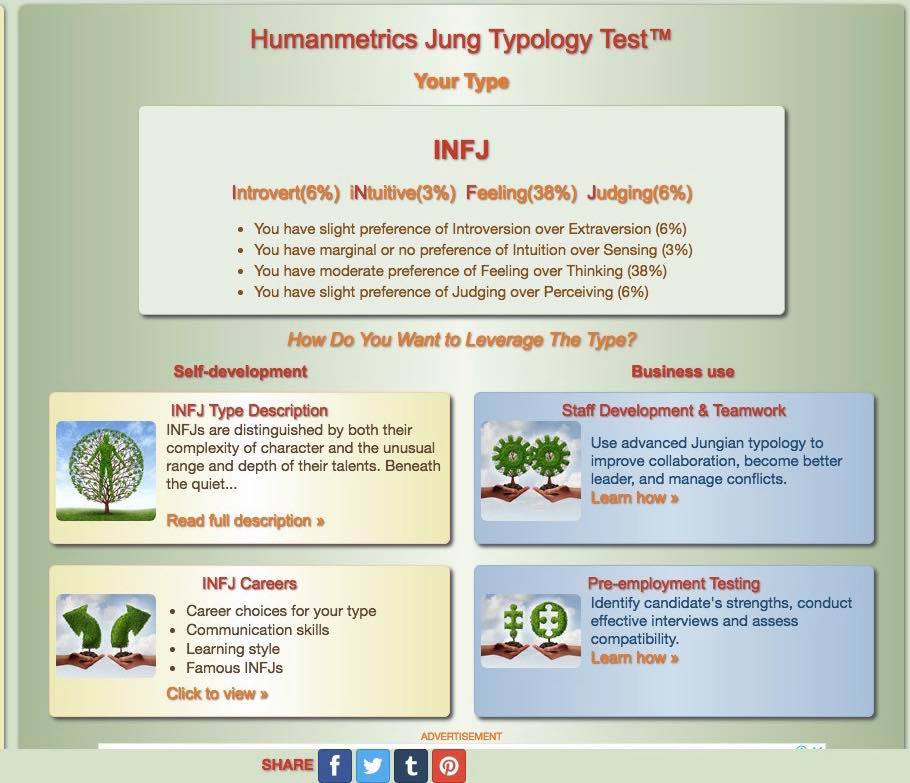 Humanmetrics Jung Typology Test™
Your Type
INFJ
Introvert(6%) iNtuitive(3%) Feeling(38%) Judging(6%)
• You have slight preference of Introversion over Extraversion (6%)
• You have marginal or no preference of Intuition over Sensing (3%)
• You have moderate preference of Feeling over Thinking (38%)
• You have slight preference of Judging over Perceiving (6%)
How Do You Want to Leverage The Type?
Self-development
INFJ Type Description
INFJs are distinguished by both their
complexity of character and the unusual
range and depth of their talents. Beneath
the quiet...
Read full description »
INFJ Careers
• Career choices for your type
• Communication skills
• Learning style
• Famous INFJs
Click to view »
Business use
Staff Development & Teamwork
Use advanced Jungian typology to
improve collaboration, become better
leader, and manage conflicts.
Learn how »
Pre-employment Testing
Identify candidate's strengths, conduct
effective interviews and assess
compatibility.
Learn how »
ADVERTISEMENT
SHARE